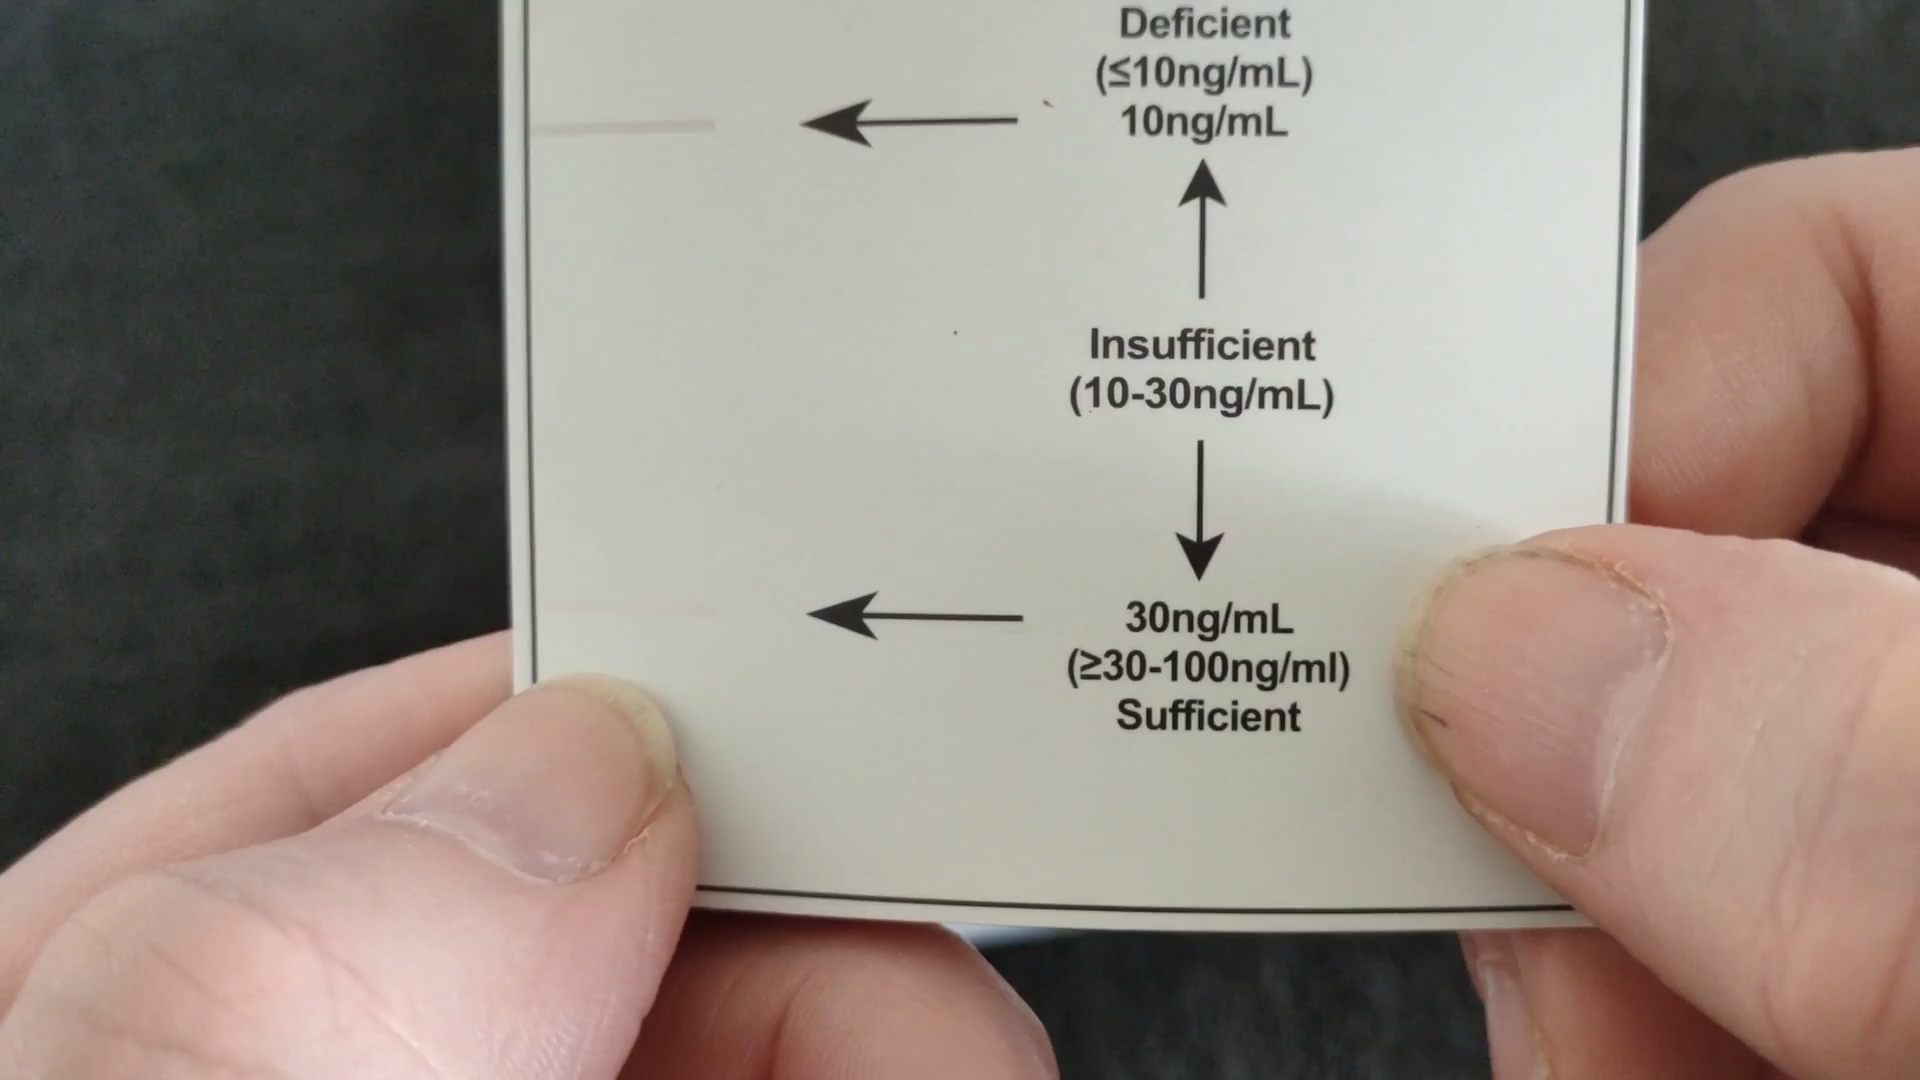 Deficient
(≤10ng/mL)
10ng/mL
Insufficient
(10-30ng/mL)
30ng/mL
(≥30-100ng/ml)
Sufficient